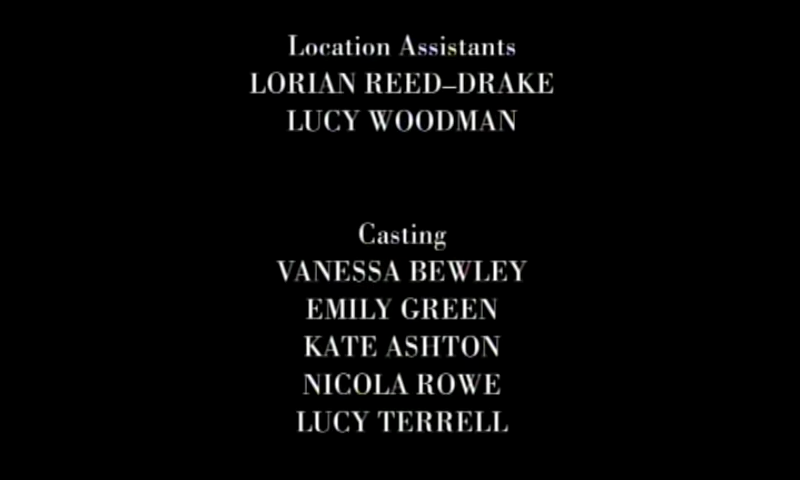 Location Assistants
LORIAN REED–DRAKE
LUCY WOODMAN
Casting
VANESSA BEWLEY
EMILY GREEN
KATE ASHTON
NICOLA ROWE
LUCY TERRELL